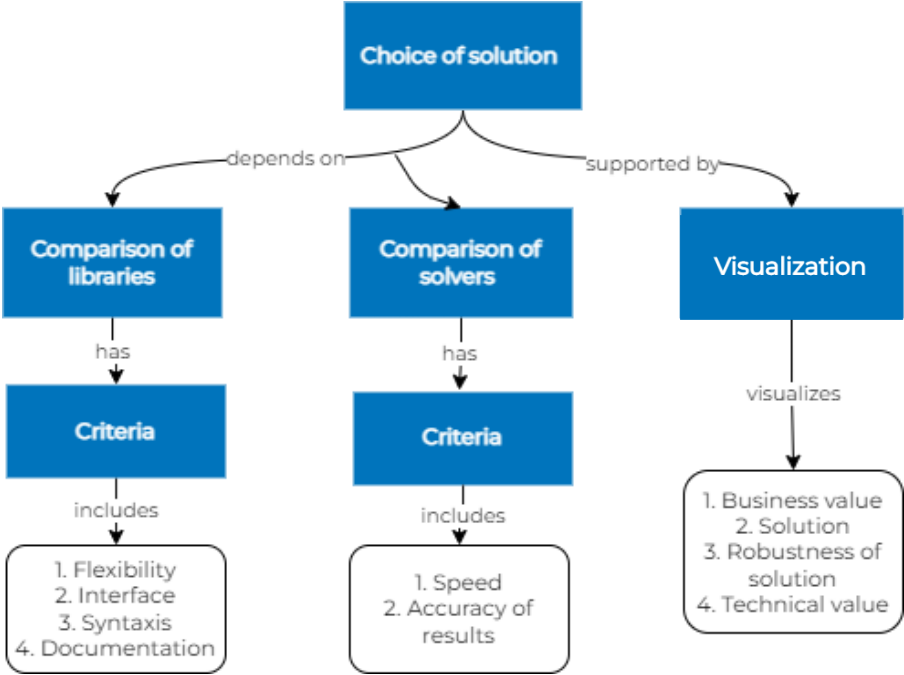 Choice of solution
depends on
supported by
Comparison of
libraries
Comparison of
solvers
Visualization
has
has
visualizes
Criteria
Criteria
includes
includes
1. Flexibility
2. Interface
3. Syntaxis
4. Documentation
1. Speed
2. Accuracy of
results
1. Business value
2. Solution
3. Robustness of
solution
4. Technical value